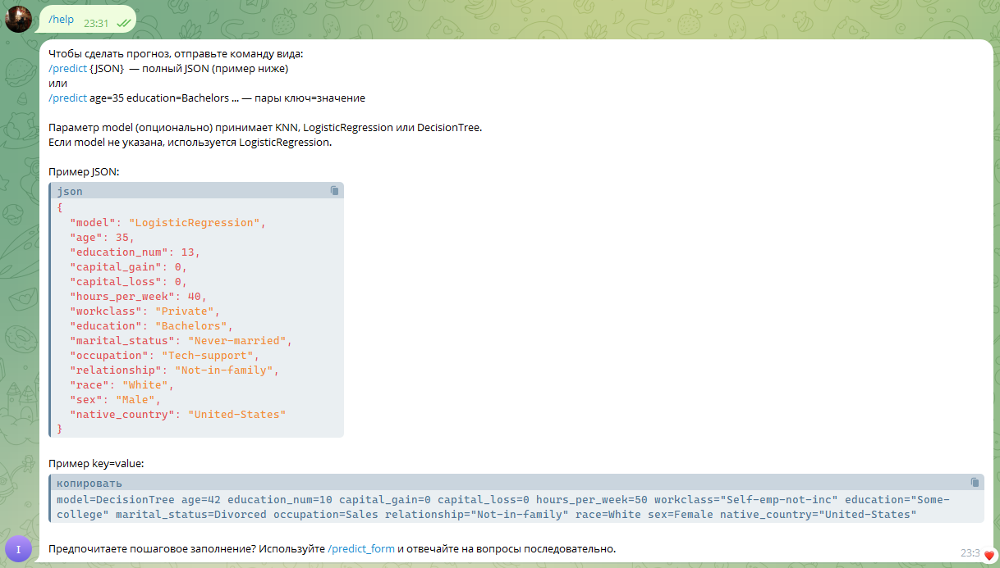 /help 23:31
Чтобы сделать прогноз, отправьте команду вида:
/predict {JSON} — полный JSON (пример ниже)
или
/predict age=35 education=Bachelors ... — пары ключ=значение
Параметр model (опционально) принимает KNN, LogisticRegression или DecisionTree.
Если model не указана, используется LogisticRegression.
Пример JSON:
json
{
"model": "LogisticRegression",
"age": 35,
"education_num": 13,
"capital_gain": 0,
"capital_loss": 0,
"hours_per_week": 40,
"workclass": "Private",
"education": "Bachelors",
"marital_status": "Never-married",
"occupation": "Tech-support",
"relationship": "Not-in-family",
"race": "White",
"sex": "Male",
"native_country": "United-States"
}
Пример key=value:
копировать
model=DecisionTree age=42 education_num=10 capital_gain=0 capital_loss=0 hours_per_week=50 workclass="Self-emp-not-inc" education="Some-
college" marital_status=Divorced occupation=Sales relationship="Not-in-family" race=White sex=Female native_country="United-States"
Предпочитаете пошаговое заполнение? Используйте /predict_form и отвечайте на вопросы последовательно.
I